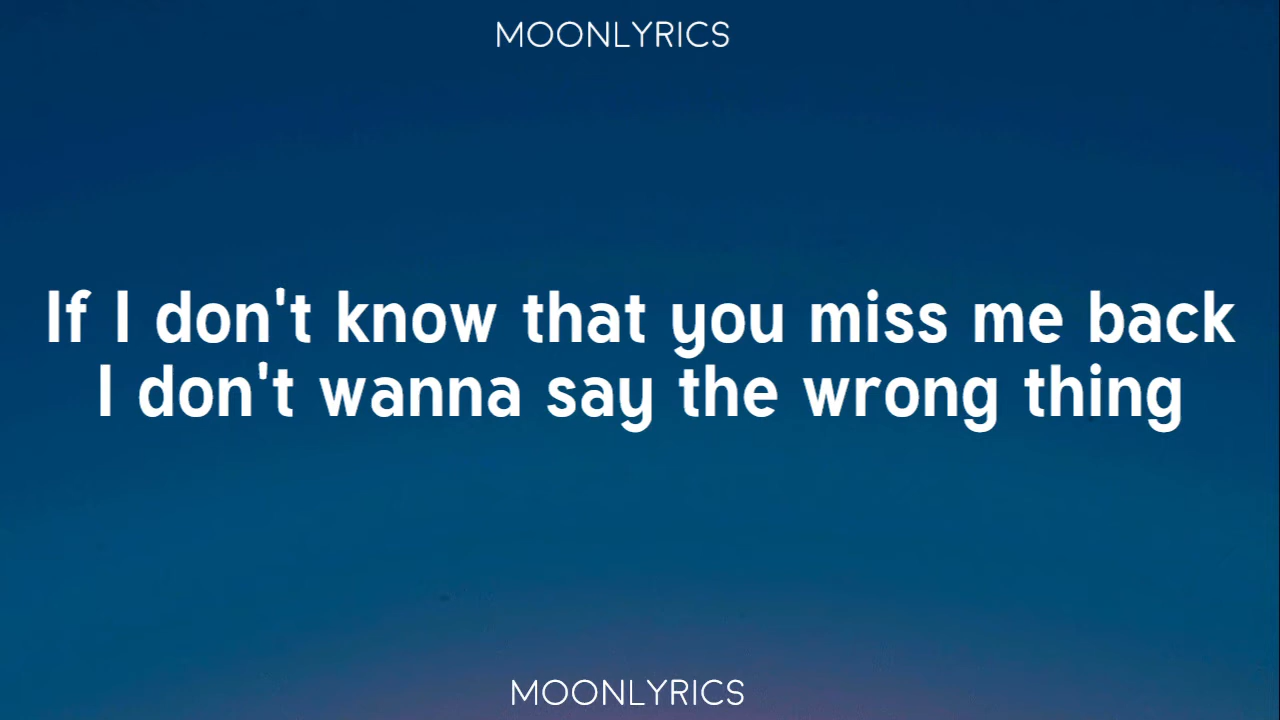 MOONLYRICS
If I don't know that you miss me back
I don't wanna say the wrong thing
MOONLYRICS